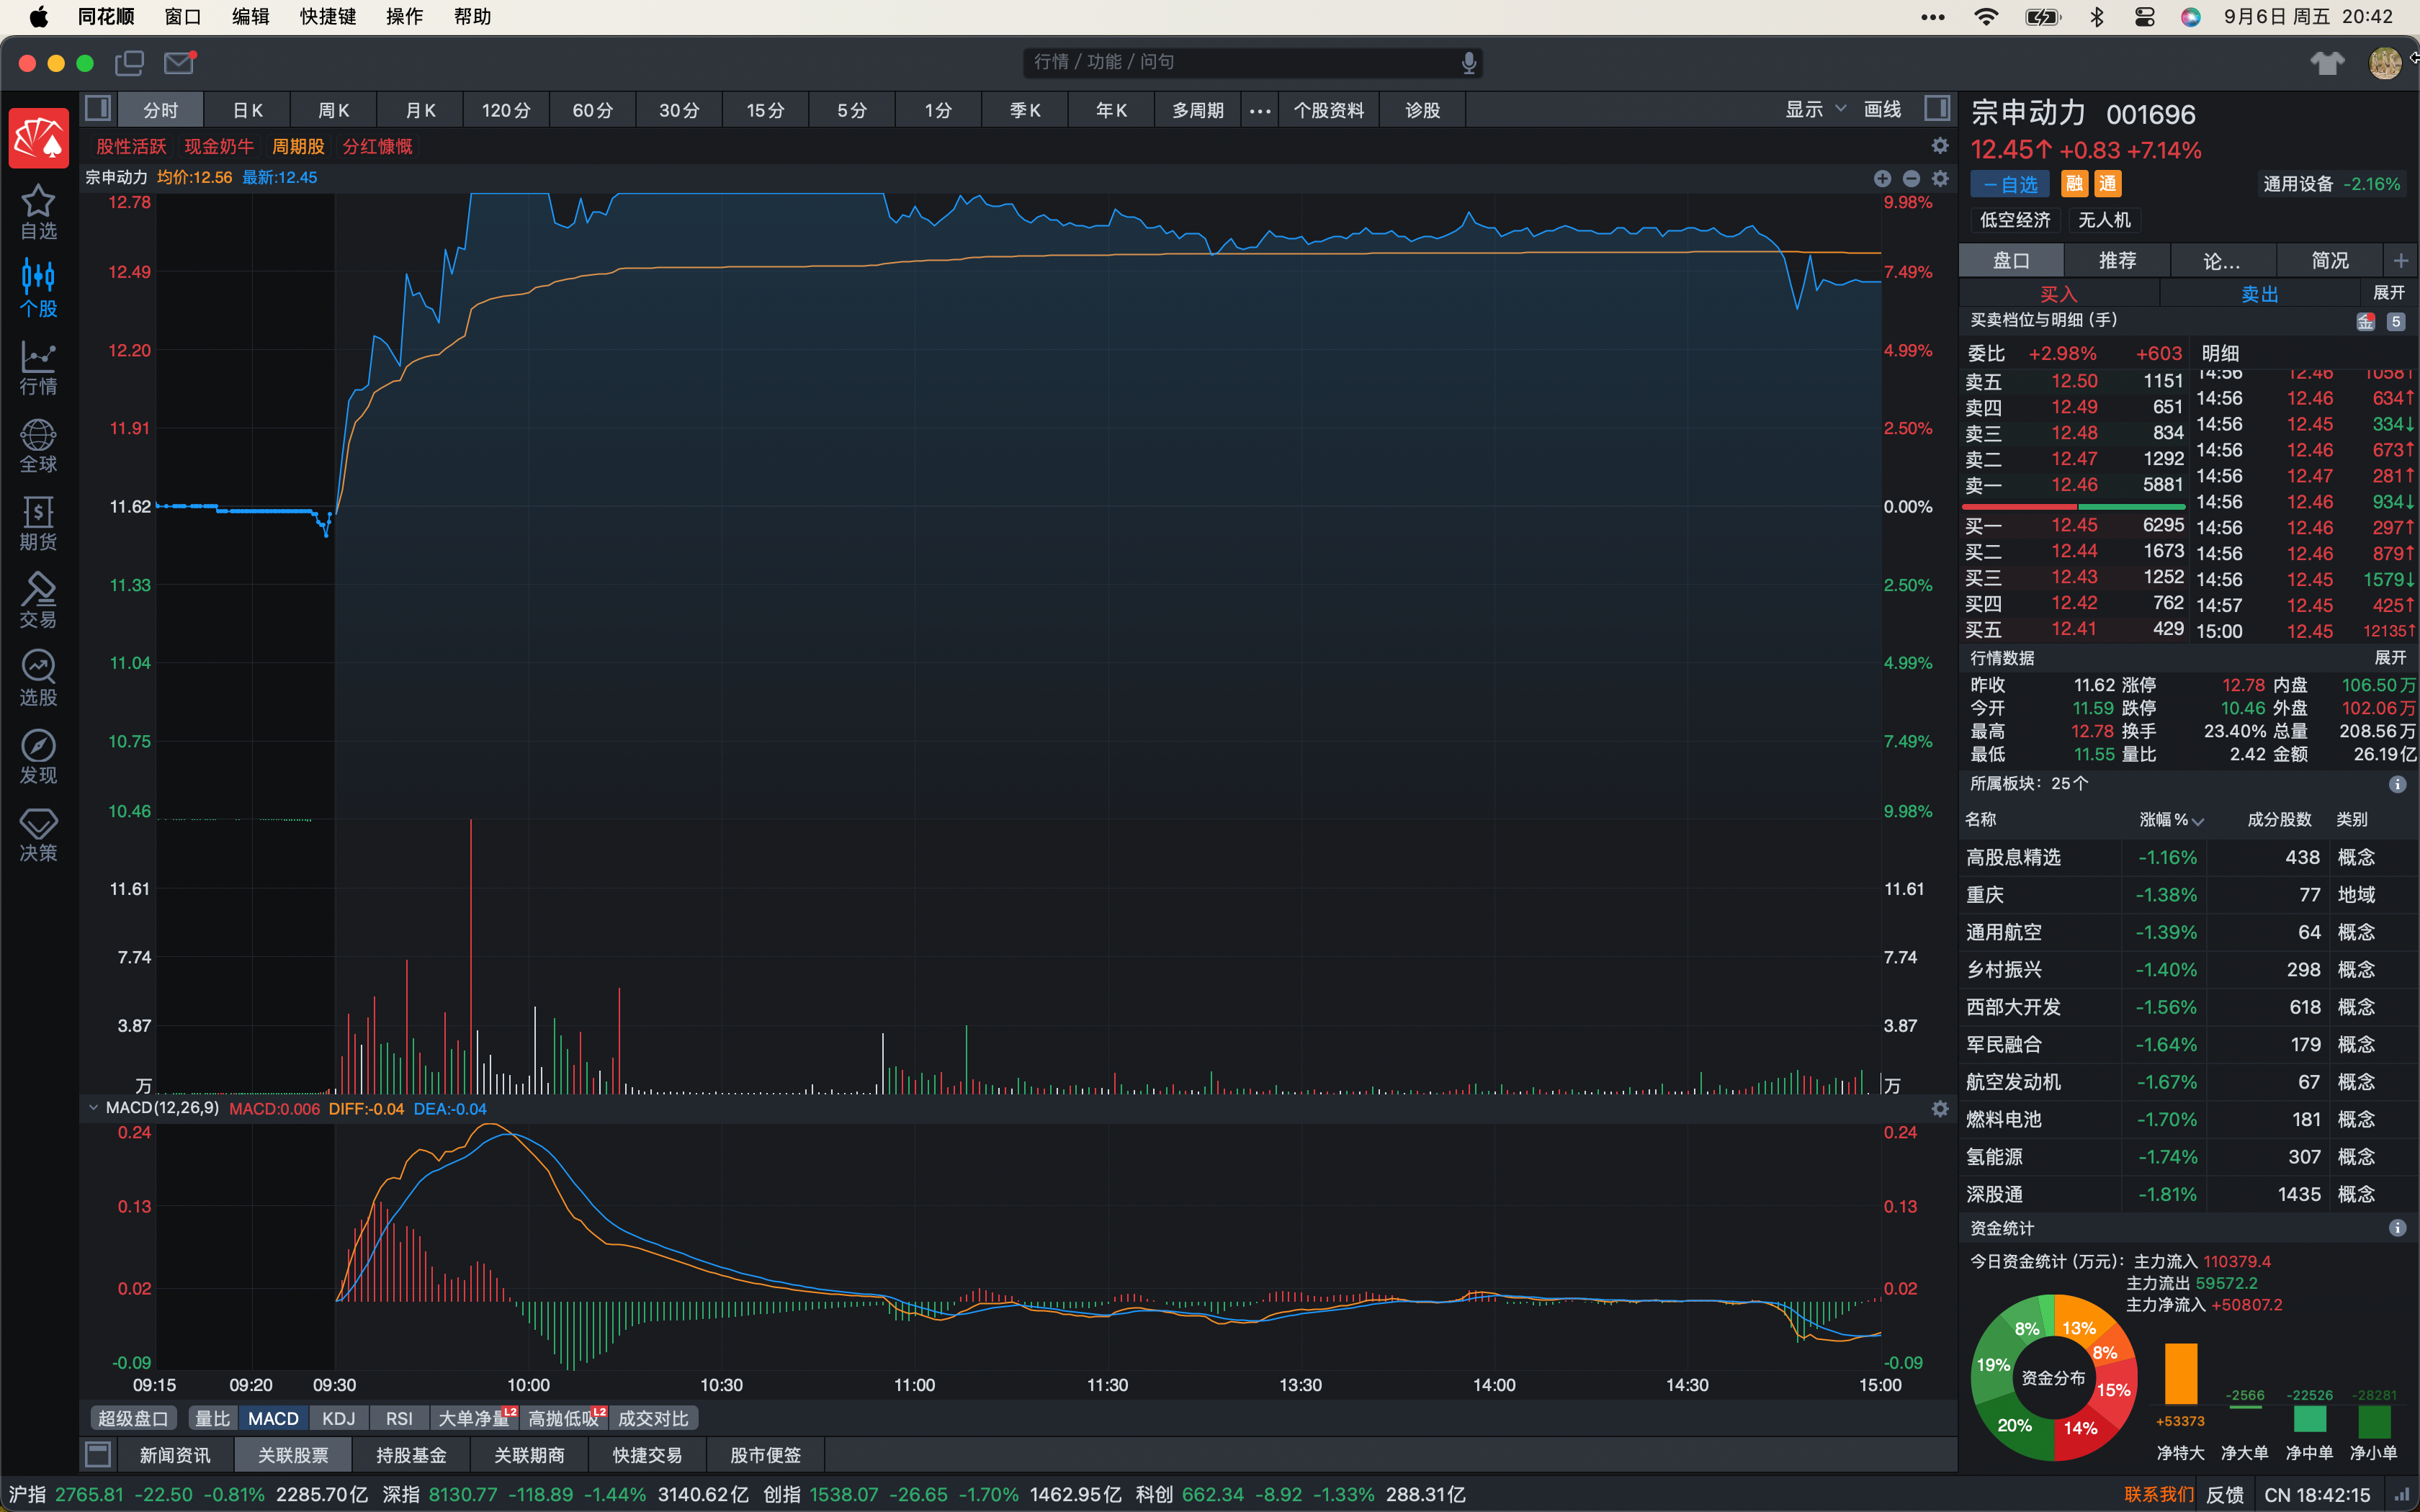 同花顺 窗口 编辑 快捷键 操作 帮助 9月6日 周五 20:42
行情 / 功能 / 问句
分时 日K 周K 月K 120分 60分 30分 15分 5分 1分 季K 年K 多周期 ••• 个股资料 诊股 显示 画线
股性活跃 现金奶牛 周期股 分红慷慨
宗申动力 均价:12.56 最新:12.45
自选
个股
行情
全球
期货
交易
选股
发现
决策
12.78 9.98%
12.49 7.49%
12.20 4.99%
11.91 2.50%
11.62 0.00%
11.33 2.50%
11.04 4.99%
10.75 7.49%
10.46 9.98%
11.61 11.61
7.74 7.74
3.87 3.87
万 万
MACD(12,26,9) MACD:0.006 DIFF:-0.04 DEA:-0.04
0.24 0.24
0.13 0.13
0.02 0.02
-0.09 -0.09
09:15 09:20 09:30 10:00 10:30 11:00 11:30 13:30 14:00 14:30 15:00
超级盘口 量比 MACD KDJ RSI 大单净量 L2 高抛低吸 L2 成交对比
新闻资讯 关联股票 持股基金 关联期商 快捷交易 股市便签
宗申动力 001696
12.45↑ +0.83 +7.14%
一自选 融 通 通用设备 -2.16%
低空经济 无人机
盘口 推荐 论... 简况 +
买入 卖出 展开
买卖档位与明细 (手) 5
委比 +2.98% +603 明细
卖五 12.50 1151
卖四 12.49 651
卖三 12.48 834
卖二 12.47 1292
卖一 12.46 5881
买一 12.45 6295
买二 12.44 1673
买三 12.43 1252
买四 12.42 762
买五 12.41 429
14:56 12.46 1058↑
14:56 12.46 634↑
14:56 12.45 334↓
14:56 12.46 673↑
14:56 12.47 281↑
14:56 12.46 934↓
14:56 12.46 297↑
14:56 12.46 879↑
14:56 12.45 1579↓
14:57 12.45 425↑
15:00 12.45 12135↑
行情数据 展开
昨收 11.62 涨停 12.78 内盘 106.50万
今开 11.59 跌停 10.46 外盘 102.06万
最高 12.78 换手 23.40% 总量 208.56万
最低 11.55 量比 2.42 金额 26.19亿
所属板块: 25个
名称 涨幅% 成分股数 类别
高股息精选 -1.16% 438 概念
重庆 -1.38% 77 地域
通用航空 -1.39% 64 概念
乡村振兴 -1.40% 298 概念
西部大开发 -1.56% 618 概念
军民融合 -1.64% 179 概念
航空发动机 -1.67% 67 概念
燃料电池 -1.70% 181 概念
氢能源 -1.74% 307 概念
深股通 -1.81% 1435 概念
资金统计
今日资金统计 (万元): 主力流入 110379.4
主力流出 59572.2
主力净流入 +50807.2
8% 13%
8%
19%
资金分布
15%
20% 14%
+53373 -2566 -22526 -28281
净特大 净大单 净中单 净小单
沪指 2765.81 -22.50 -0.81% 2285.70亿 深指 8130.77 -118.89 -1.44% 3140.62亿 创指 1538.07 -26.65 -1.70% 1462.95亿 科创 662.34 -8.92 -1.33% 288.31亿 联系我们 反馈 CN 18:42:15